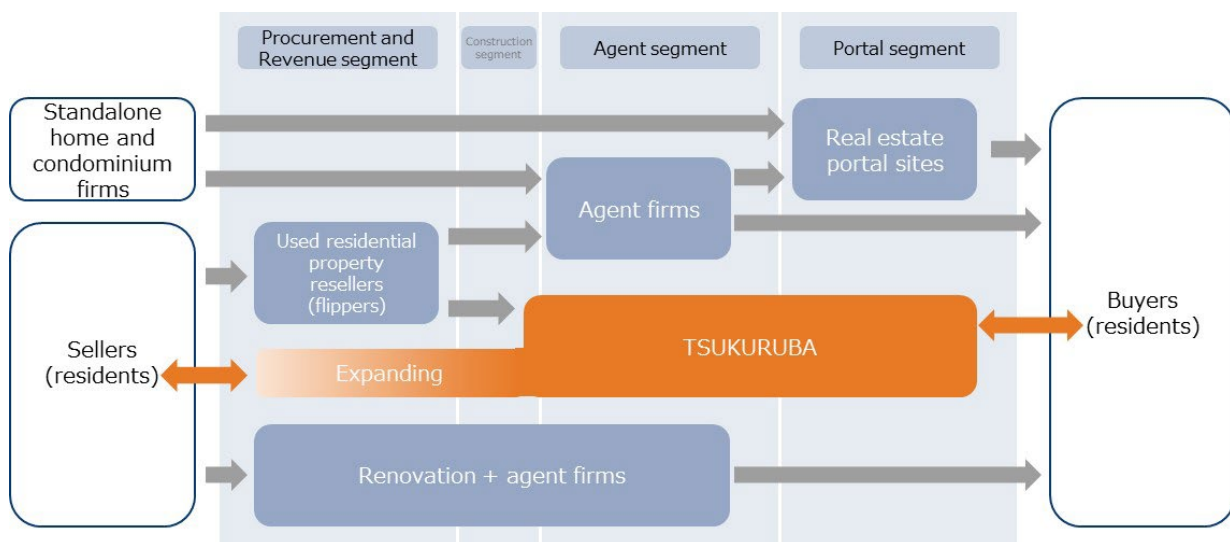 Procurement and
Revenue segment
Construction
segment
Agent segment
Portal segment
Standalone
home and
condominium
firms
Real estate
portal sites
Agent firms
Used residential
property
resellers
(flippers)
Sellers
(residents)
Expanding
TSUKURUBA
Buyers
(residents)
Renovation + agent firms